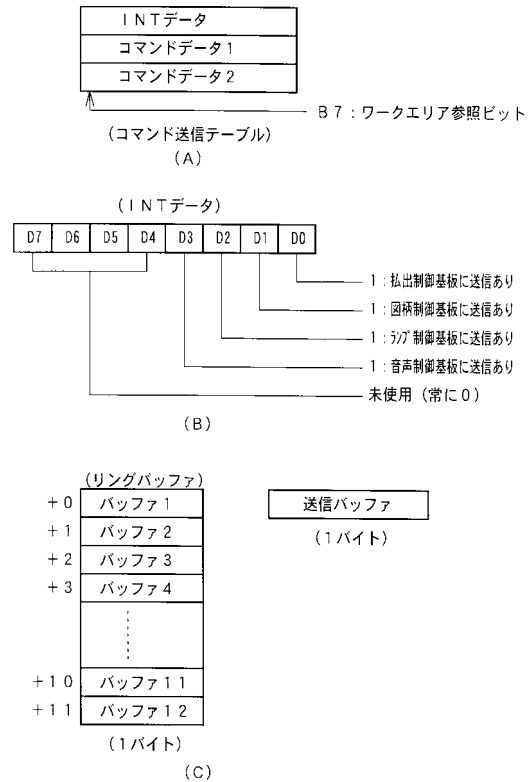 INTデータ
コマンドデータ1
コマンドデータ2
B7:ワークエリア参照ビット
(コマンド送信テーブル)
(A)
(INTデータ)
D7 D6 D5 D4 D3 D2 D1 D0
1:払出制御基板に送信あり
1:図柄制御基板に送信あり
1:ランプ制御基板に送信あり
1:音声制御基板に送信あり
未使用(常に0)
(B)
(リングバッファ)
+0 バッファ1
送信バッファ
+1 バッファ2
(1バイト)
+2 バッファ3
+3 バッファ4
+10 バッファ11
+11 バッファ12
(1バイト)
(C)